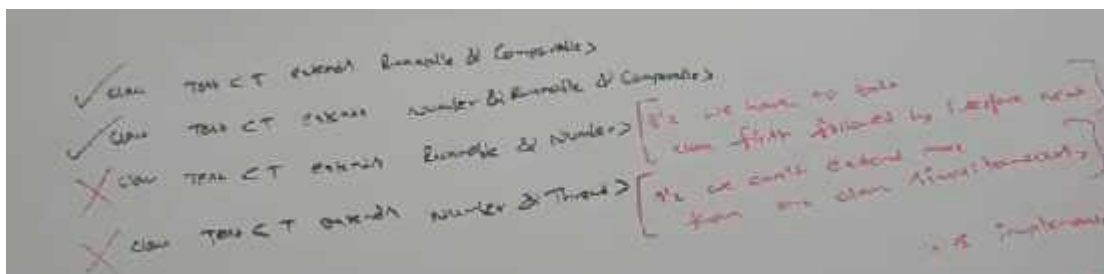 ✓ class Test < T extends Runnable & Comparable >
✓ class Test < T extends Number & Runnable & Comparable >
✗ class Test < T extends Runnable & Number > [B'z we have to take
class first followed by interface next]
✗ class Test < T extends Number & Thread > [B'z we can't extend more
than one class simultaneously]
implements